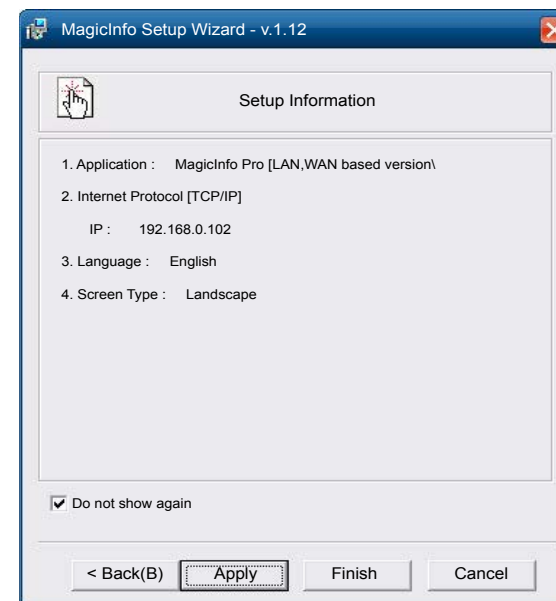 MagicInfo Setup Wizard - v.1.12
Setup Information
1. Application : MagicInfo Pro [LAN,WAN based version\
2. Internet Protocol [TCP/IP]
IP : 192.168.0.102
3. Language : English
4. Screen Type : Landscape
Do not show again
< Back(B) Apply Finish Cancel